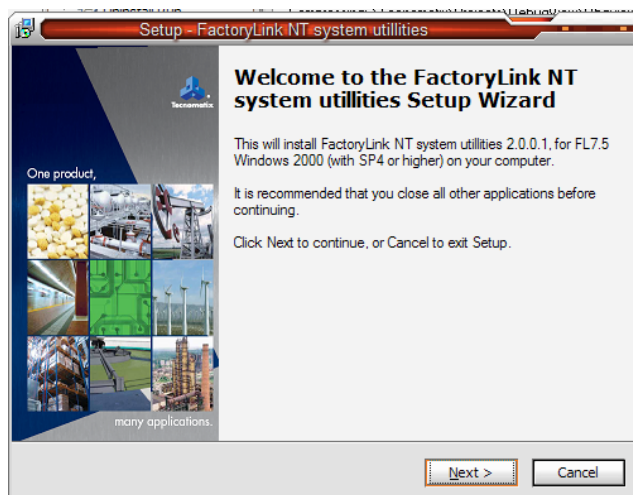 Setup - FactoryLink NT system utilities
Tecnomatix
One product,
many applications.
Welcome to the FactoryLink NT
system utillities Setup Wizard
This will install FactoryLink NT system utilities 2.0.0.1, for FL7.5
Windows 2000 (with SP4 or higher) on your computer.
It is recommended that you close all other applications before
continuing.
Click Next to continue, or Cancel to exit Setup.
Next >
Cancel